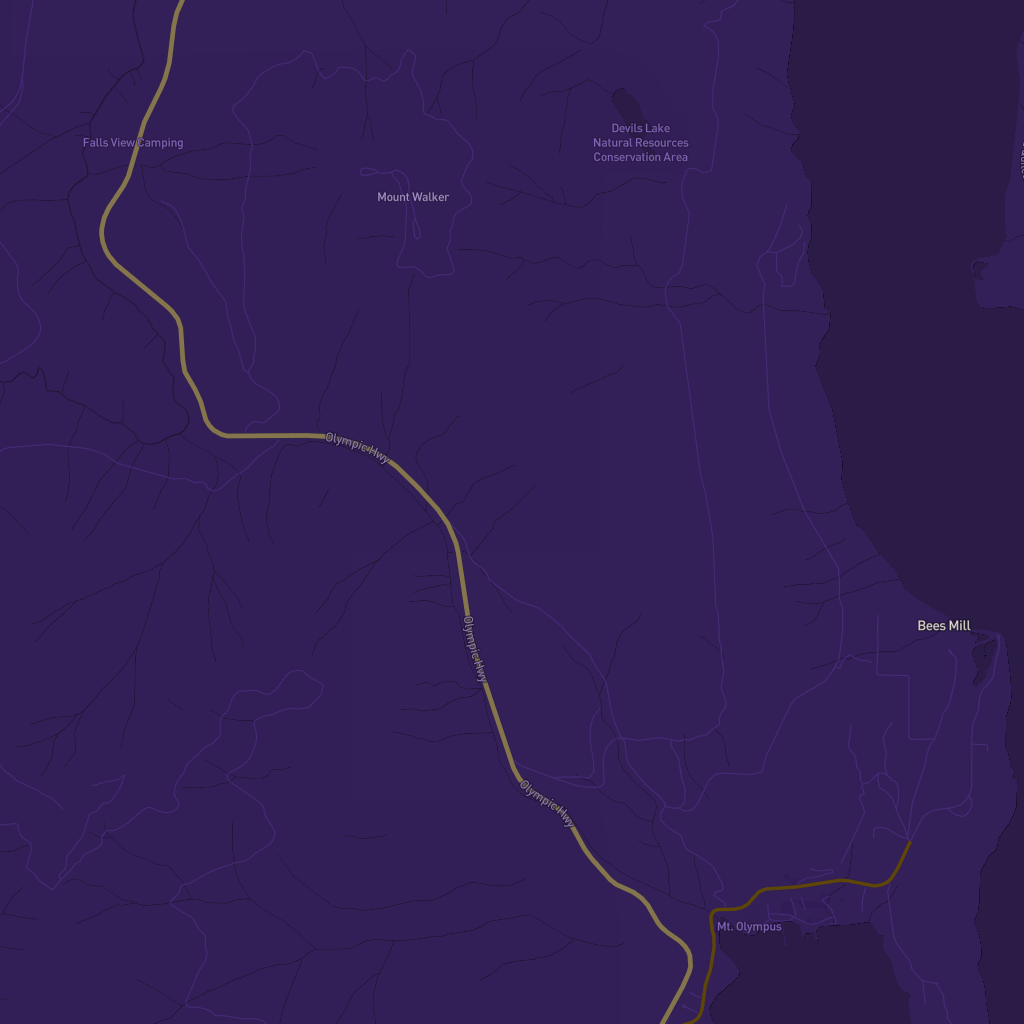 Falls View Camping
Devils Lake
Natural Resources
Conservation Area
Mount Walker
Olympic Hwy
Olympic Hwy
Bees Mill
Olympic Hwy
Mt. Olympus